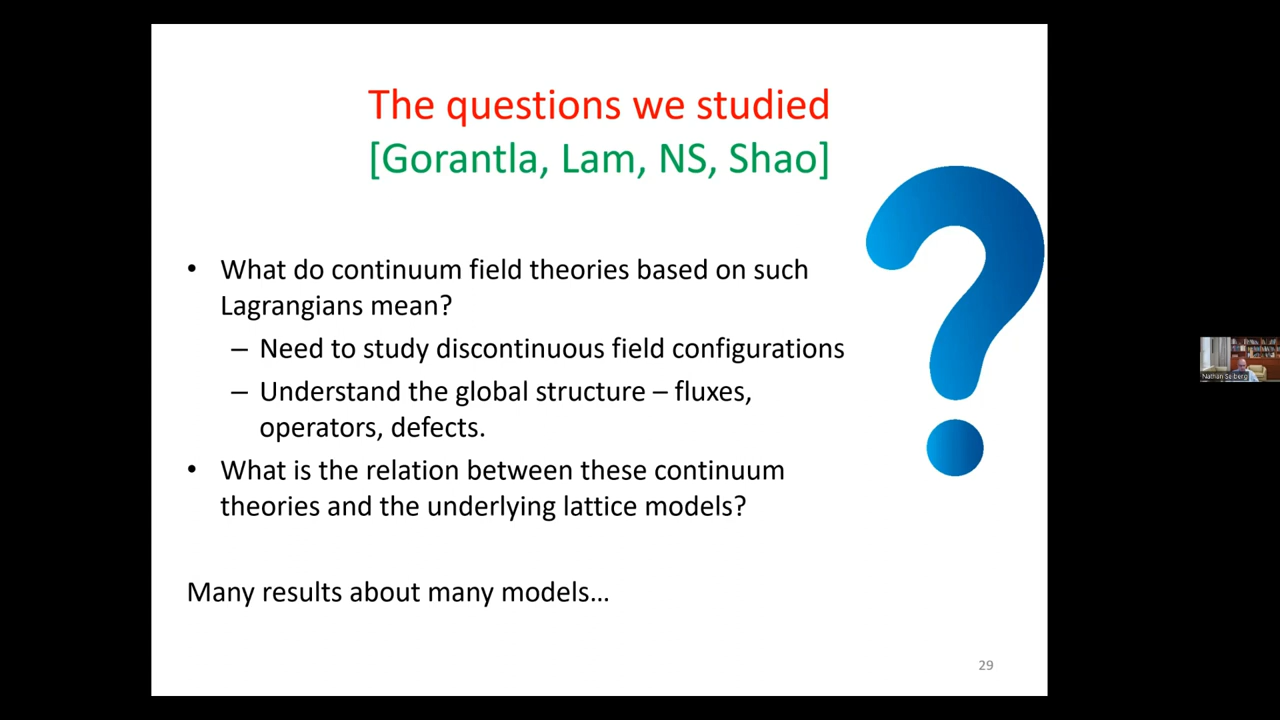 The questions we studied
[Gorantla, Lam, NS, Shao]
• What do continuum field theories based on such
Lagrangians mean?
– Need to study discontinuous field configurations
– Understand the global structure – fluxes,
operators, defects.
• What is the relation between these continuum
theories and the underlying lattice models?
Many results about many models...
29
Nathan Seiberg